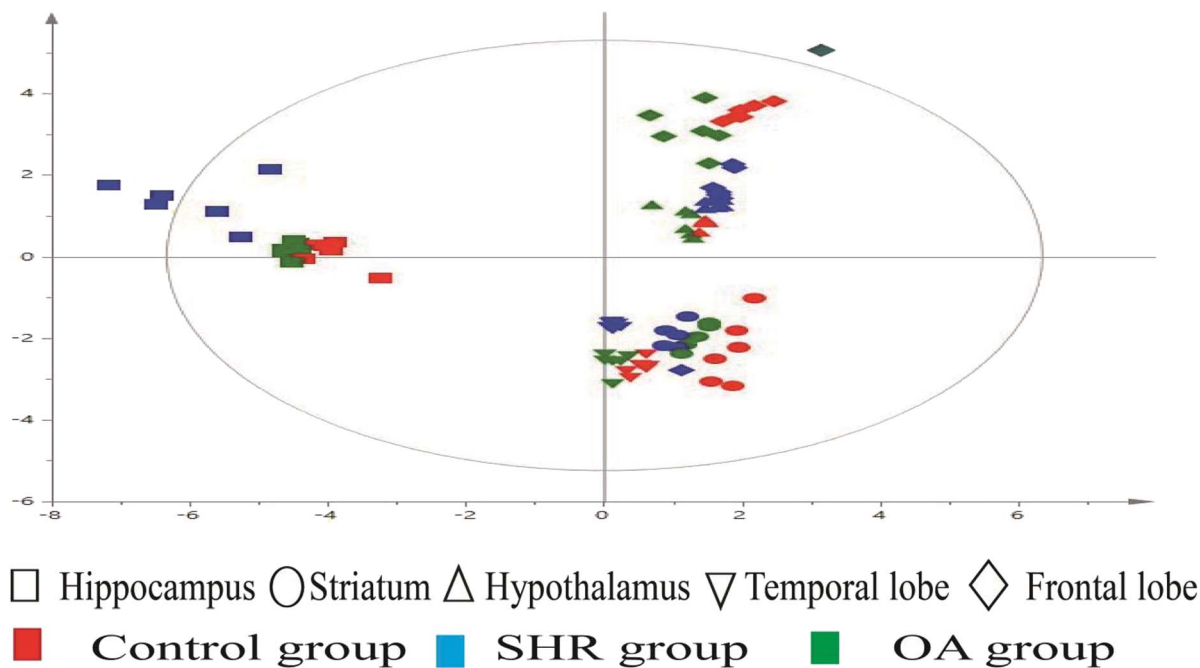 4
2
0
-2
-4
-6
-8 -6 -4 -2 0 2 4 6
Hippocampus Striatum Hypothalamus Temporal lobe Frontal lobe
Control group SHR group OA group